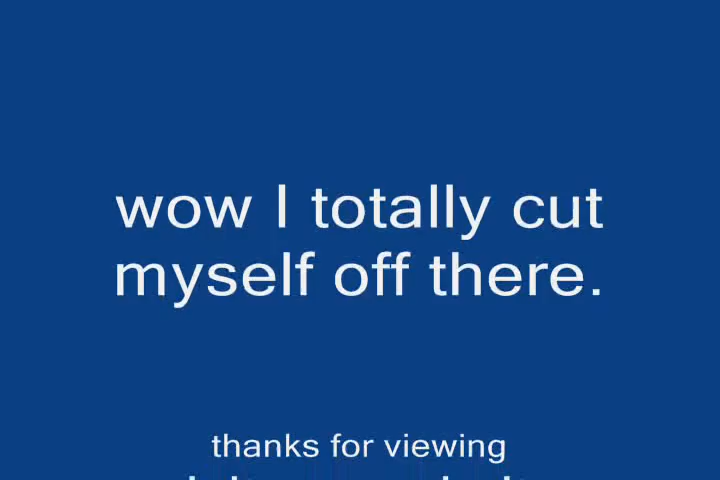 wow I totally cut
myself off there.
thanks for viewing